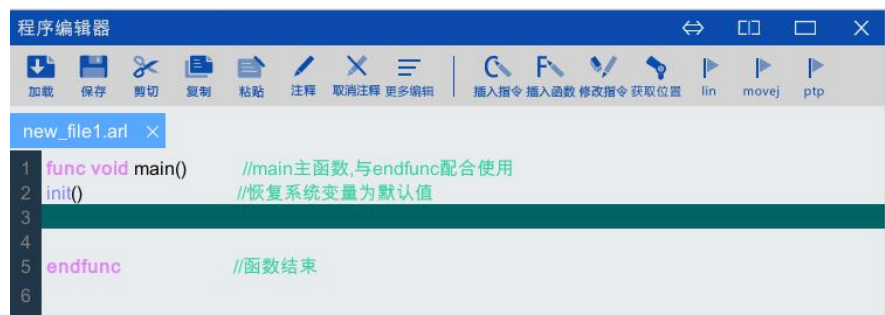 程序编辑器
加载 保存 剪切 复制 粘贴 注释 取消注释 更多编辑 插入指令 插入函数 修改指令 获取位置 lin movej ptp
new_file1.arl
1 func void main() //main主函数,与endfunc配合使用
2 init() //恢复系统变量为默认值
3
4
5 endfunc //函数结束
6